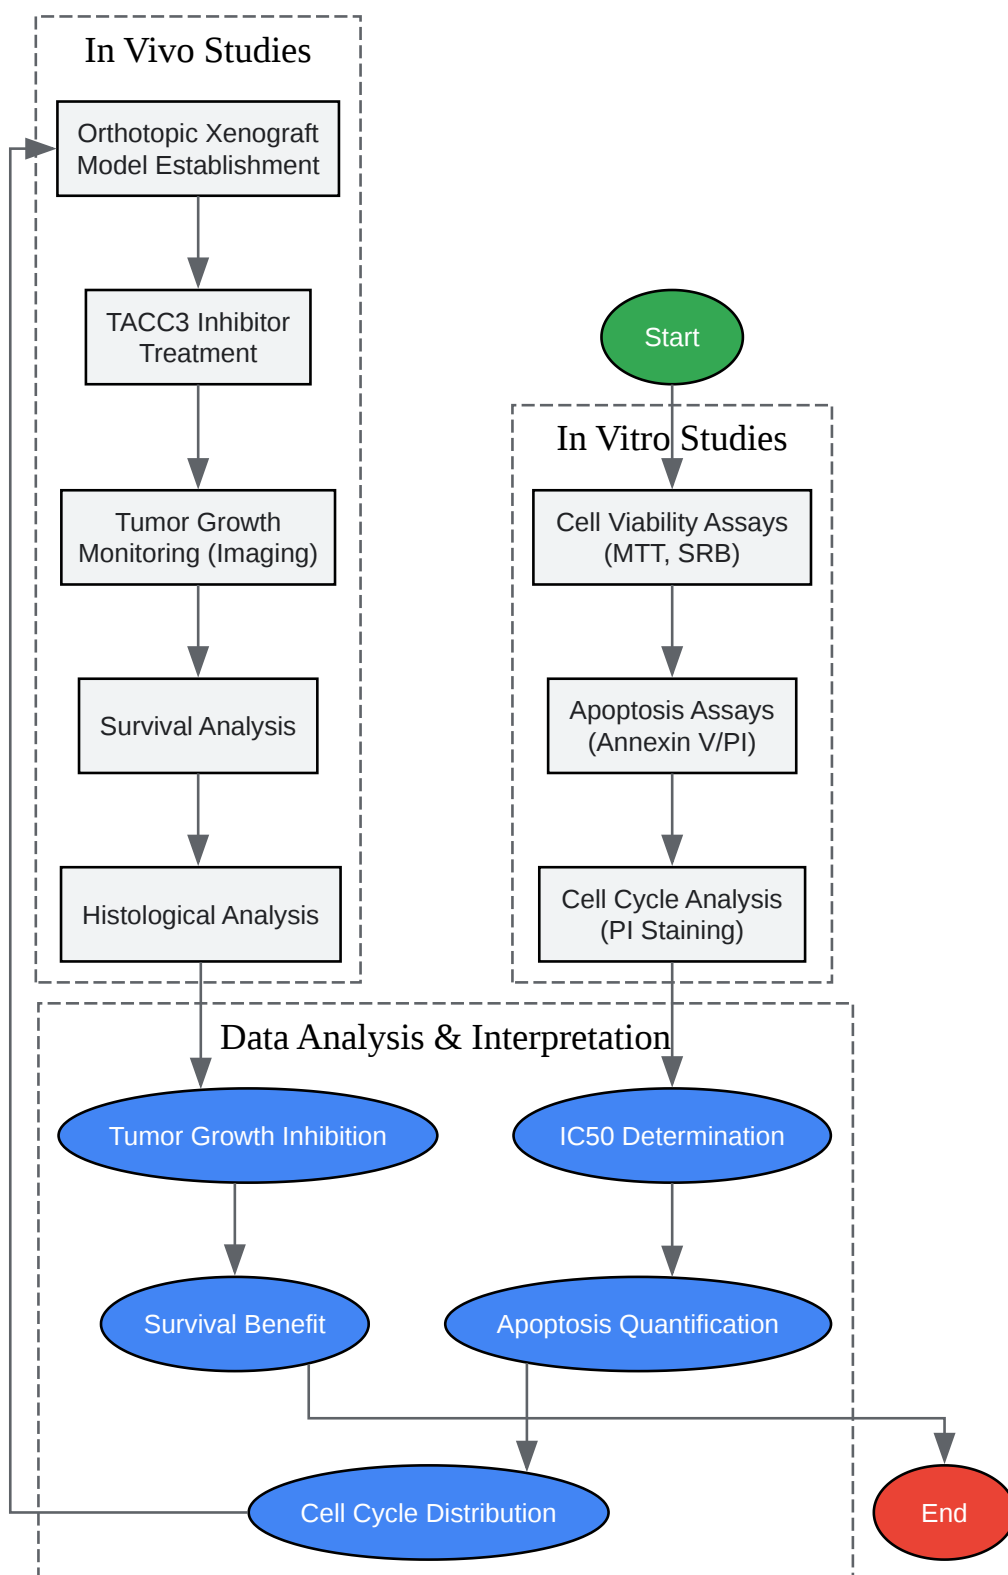 In Vivo Studies
Orthotopic Xenograft
Model Establishment
TACC3 Inhibitor
Treatment
Tumor Growth
Monitoring (Imaging)
Survival Analysis
Histological Analysis
Start
In Vitro Studies
Cell Viability Assays
(MTT, SRB)
Apoptosis Assays
(Annexin V/PI)
Cell Cycle Analysis
(PI Staining)
Data Analysis & Interpretation
Tumor Growth Inhibition
IC50 Determination
Survival Benefit
Apoptosis Quantification
Cell Cycle Distribution
End